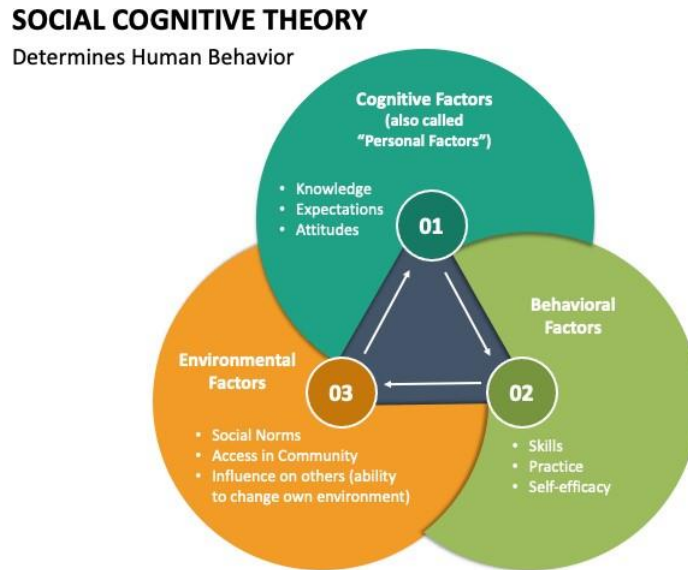 SOCIAL COGNITIVE THEORY
Determines Human Behavior
Cognitive Factors
(also called
"Personal Factors")
• Knowledge
• Expectations
• Attitudes
01
Behavioral
Factors
02
• Skills
• Practice
• Self-efficacy
Environmental
Factors
03
• Social Norms
• Access in Community
• Influence on others (ability
to change own environment)